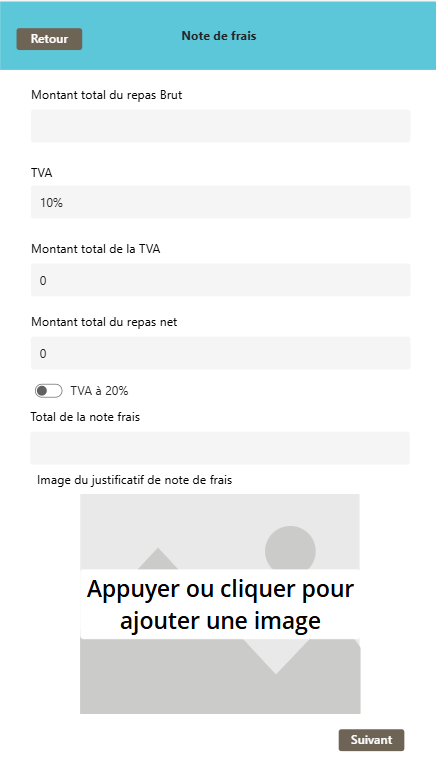 Retour
Note de frais
Montant total du repas Brut
TVA
10%
Montant total de la TVA
0
Montant total du repas net
0
TVA à 20%
Total de la note frais
Image du justificatif de note de frais
Appuyer ou cliquer pour
ajouter une image
Suivant